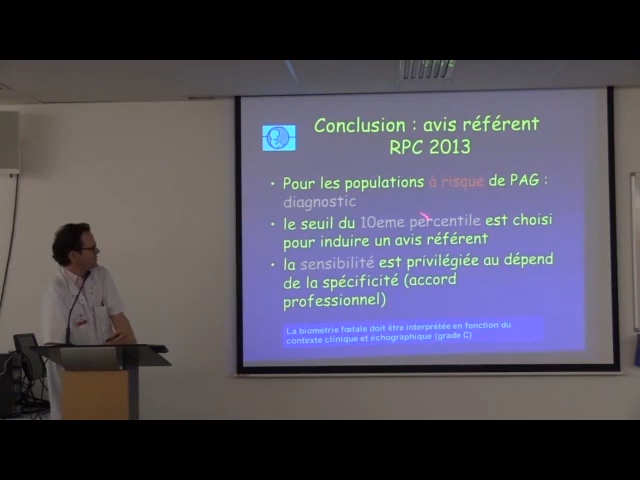 Conclusion : avis référent
RPC 2013
• Pour les populations à risque de PAG :
diagnostic
• le seuil du 10eme percentile est choisi
pour induire un avis référent
• la sensibilité est privilégiée au dépend
de la spécificité (accord
professionnel)
La biométrie fœtale doit être interprétée en fonction du
contexte clinique et échographique (grade C)